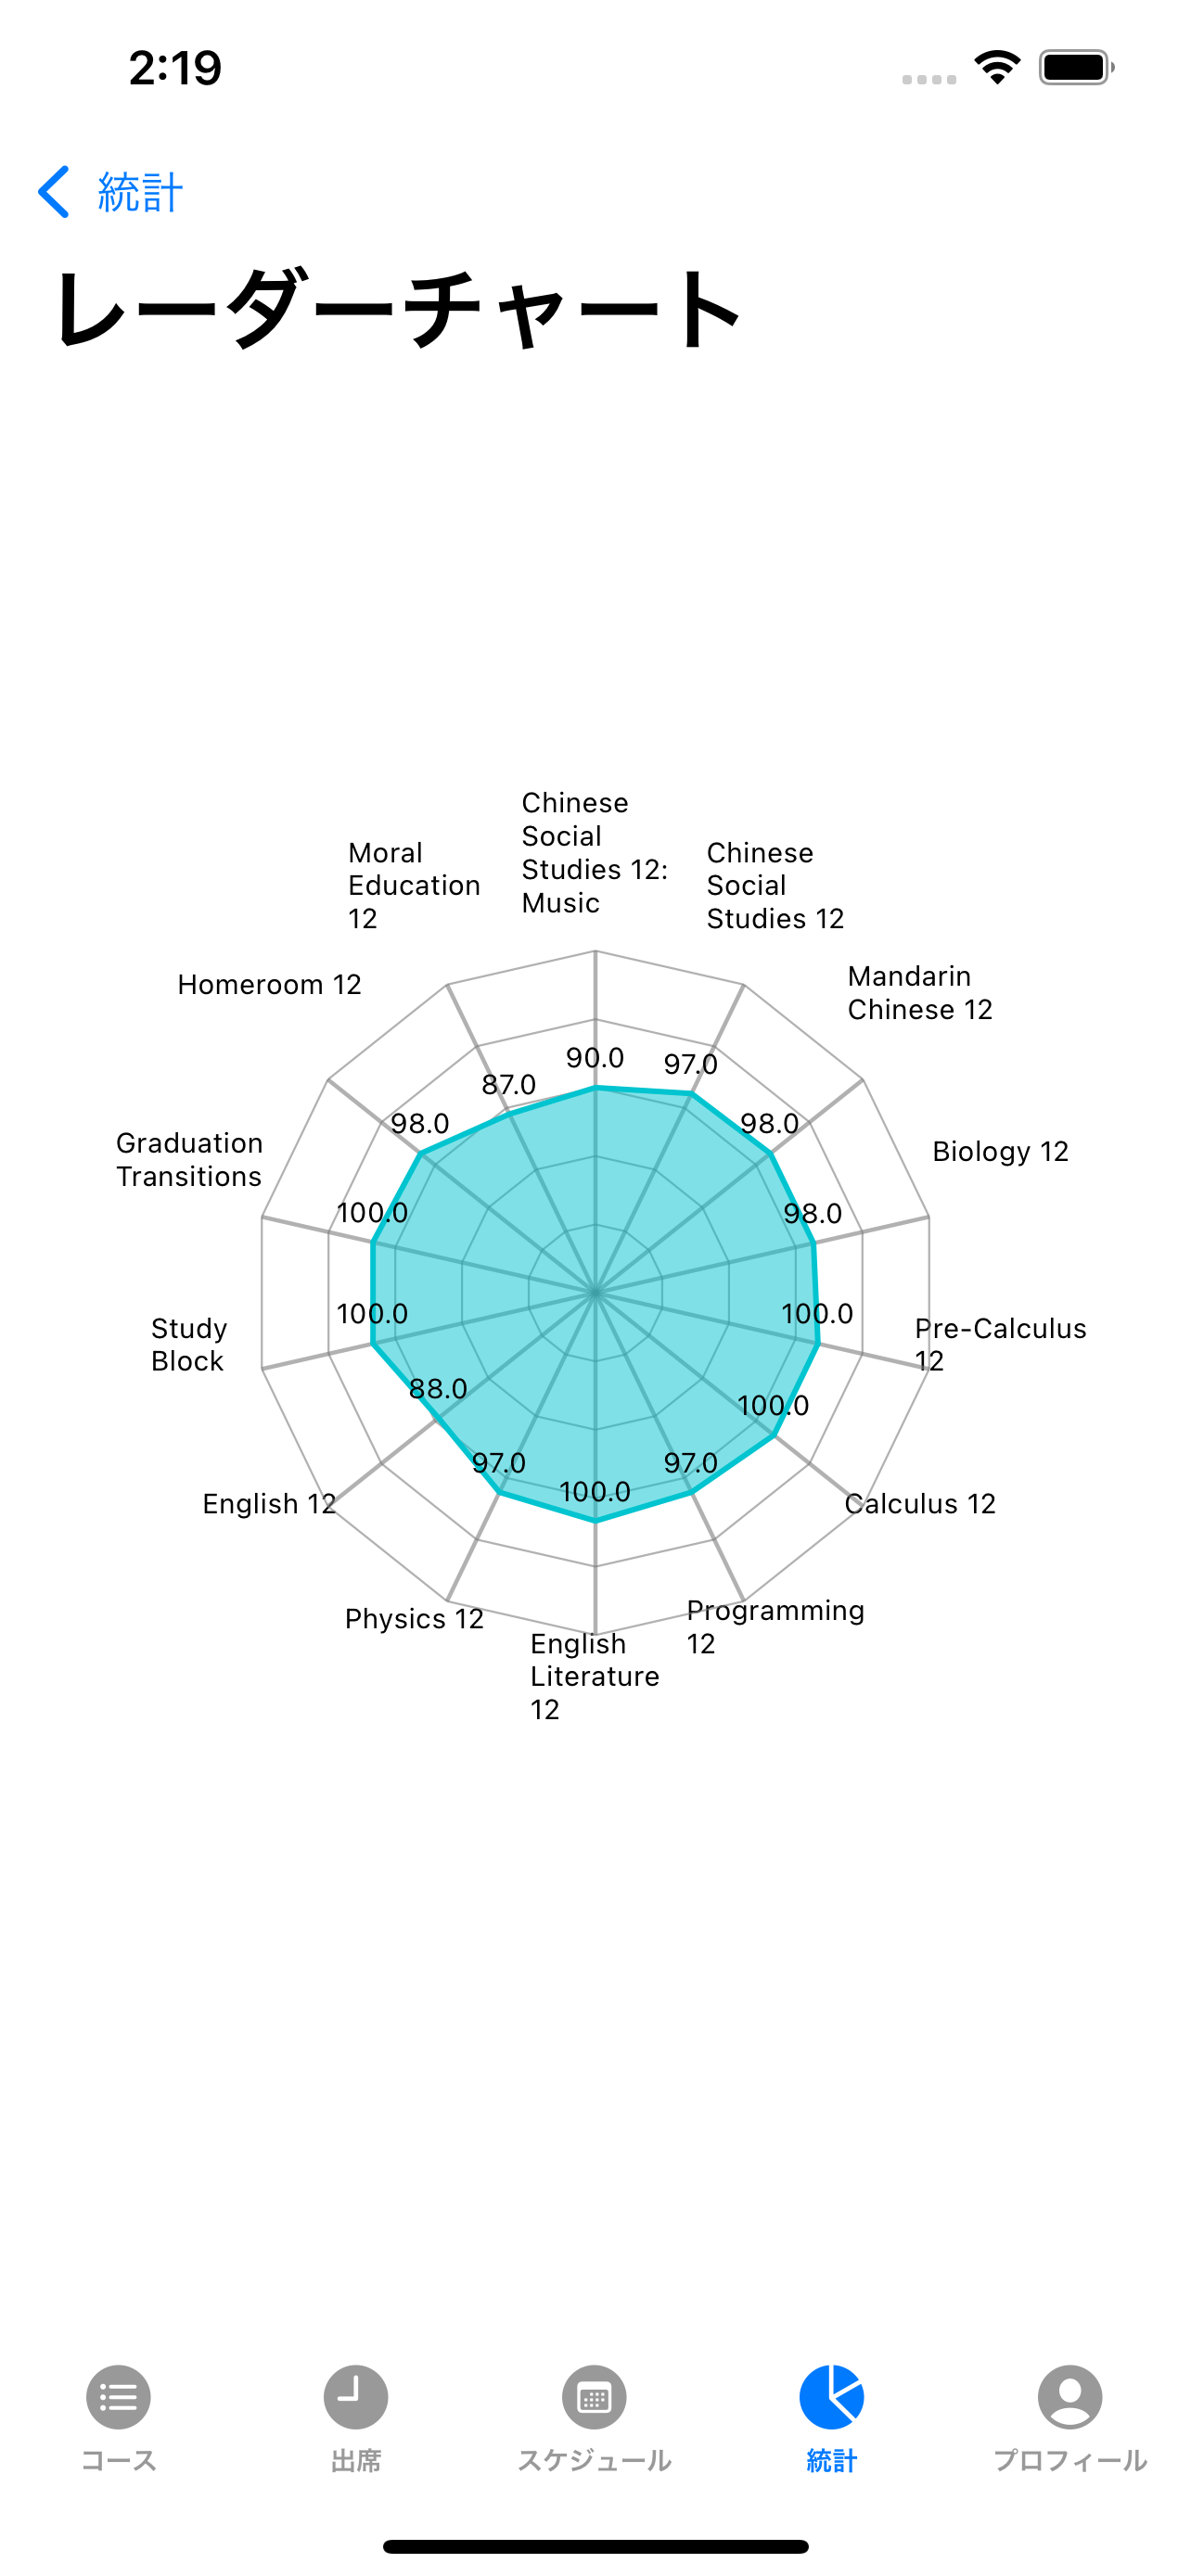 2:19
統計
レーダーチャート
Chinese
Social
Studies 12:
Music
Moral
Education
12
Chinese
Social
Studies 12
Homeroom 12
Mandarin
Chinese 12
90.0
97.0
87.0
98.0
98.0
Graduation
Transitions
Biology 12
100.0
98.0
100.0
100.0
Study
Block
Pre-Calculus
12
88.0
100.0
97.0
100.0
97.0
English 12
Calculus 12
Physics 12
Programming
12
English
Literature
12
コース
出席
スケジュール
統計
プロフィール